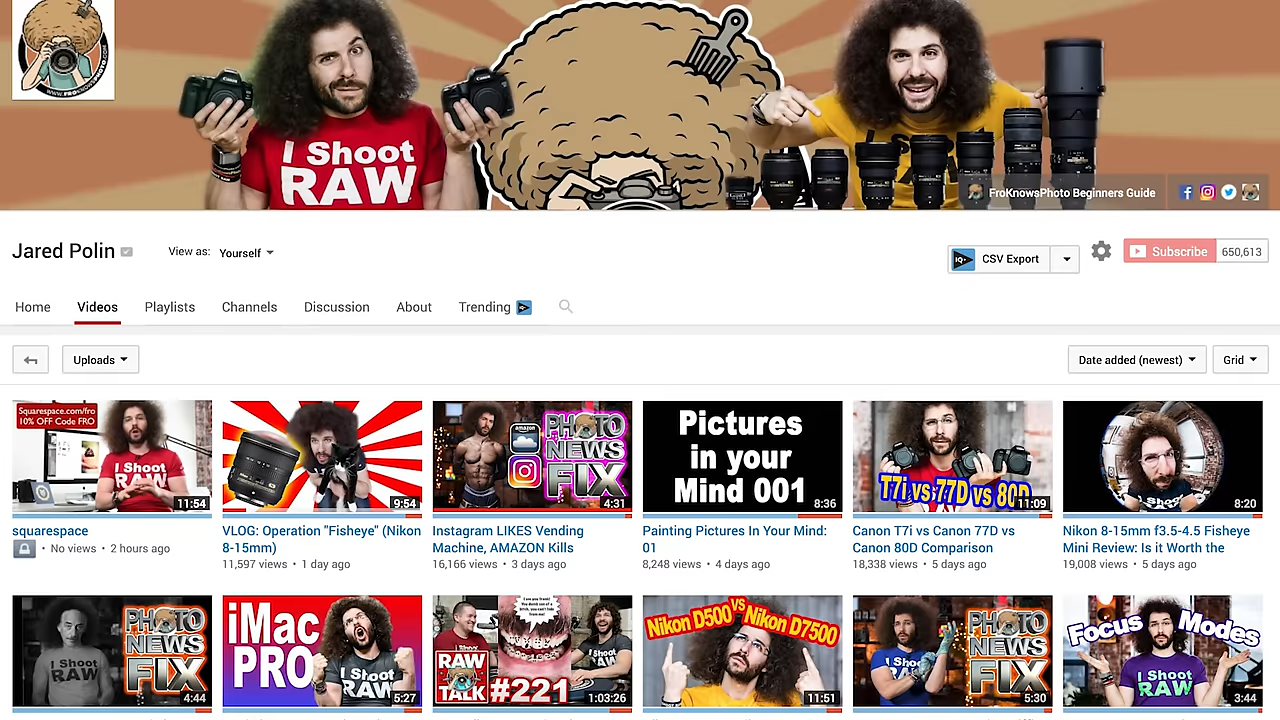 WWW.FROKNOWSPHOTO.COM
Canon
Canon
I Shoot
RAW
I SHOOT
FroKnowsPhoto Beginners Guide
Jared Polin
View as:
Yourself
CSV Export
Subscribe
650,613
Home
Videos
Playlists
Channels
Discussion
About
Trending
Uploads
Date added (newest)
Grid
Squarespace.com/fro
10% OFF Code FRO
I Shoot
RAW
11:54
9:54
amazon
PHOTO
NEWS
FIX
4:31
Pictures
in your
Mind 001
8:36
T7i vs 77D vs 80D
11:09
8:20
squarespace
No views • 2 hours ago
VLOG: Operation "Fisheye" (Nikon
8-15mm)
11,597 views • 1 day ago
Instagram LIKES Vending
Machine, AMAZON Kills
16,166 views • 3 days ago
Painting Pictures In Your Mind:
01
8,248 views • 4 days ago
Canon T7i vs Canon 77D vs
Canon 80D Comparison
18,338 views • 5 days ago
Nikon 8-15mm f3.5-4.5 Fisheye
Mini Review: Is it Worth the
19,008 views • 5 days ago
I Shoot
RAW
PHOTO
NEWS
FIX
4:44
iMac
PRO
I Shoot
RAW
5:27
RAW
TALK
#221
1:03:26
Nikon D500 vs Nikon D7500
11:51
PHOTO
NEWS
FIX
5:30
Focus Modes
I Shoot
RAW
3:44